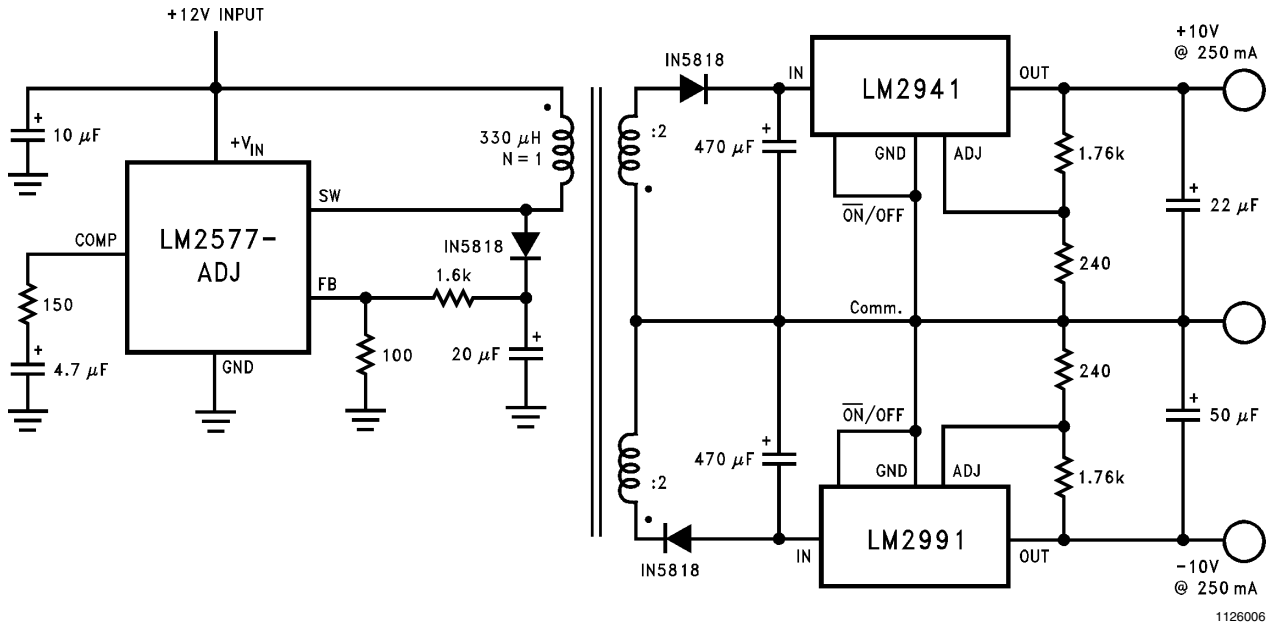 +12V INPUT
10 μF
+
+V_IN
LM2577-
ADJ
SW
COMP
FB
GND
150
+
4.7 μF
330 μH
N = 1
IN5818
1.6k
100
20 μF
+
:2
IN5818
IN
LM2941
OUT
+10V
@ 250 mA
+
470 μF
GND
ADJ
ON/OFF
1.76k
+
22 μF
240
Comm.
240
+
50 μF
ON/OFF
+
470 μF
GND
ADJ
1.76k
:2
IN5818
IN
LM2991
OUT
-10V
@ 250 mA
1126006